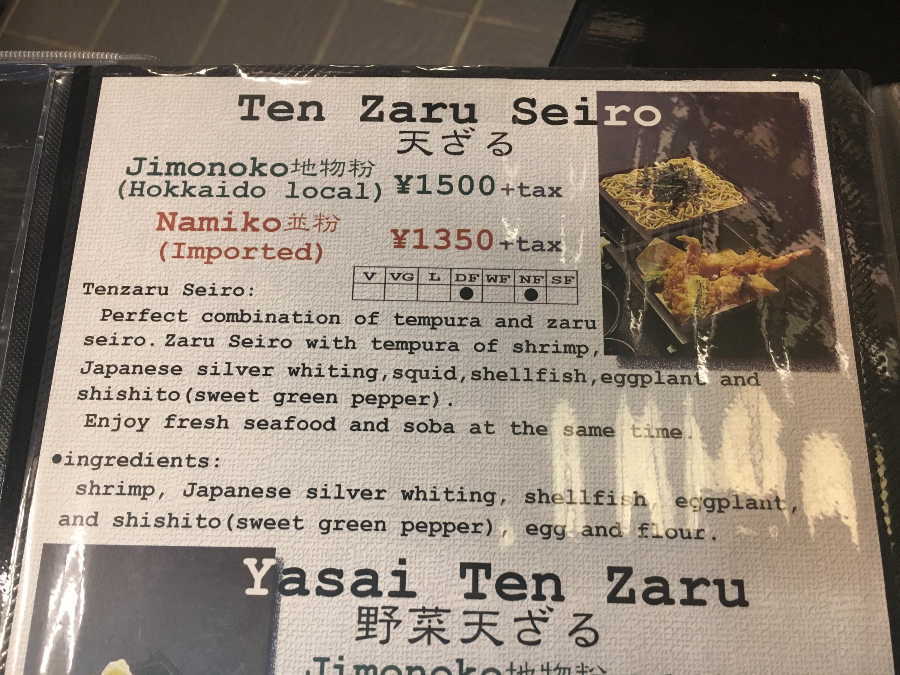 Ten Zaru Seiro
天ざる
Jimonoko地物粉
(Hokkaido local) ¥1500+tax
Namiko並粉
(Imported) ¥1350+tax
V VG L DF WF NF SF
● ●
Tenzaru Seiro:
Perfect combination of tempura and zaru
seiro. Zaru Seiro with tempura of shrimp,
Japanese silver whiting,squid,shellfish,eggplant and
shishito(sweet green pepper).
Enjoy fresh seafood and soba at the same time.
●ingredients:
shrimp, Japanese silver whiting, shellfish, eggplant,
and shishito(sweet green pepper), egg and flour.
Yasai Ten Zaru
野菜天ざる
Jimonoko地物粉